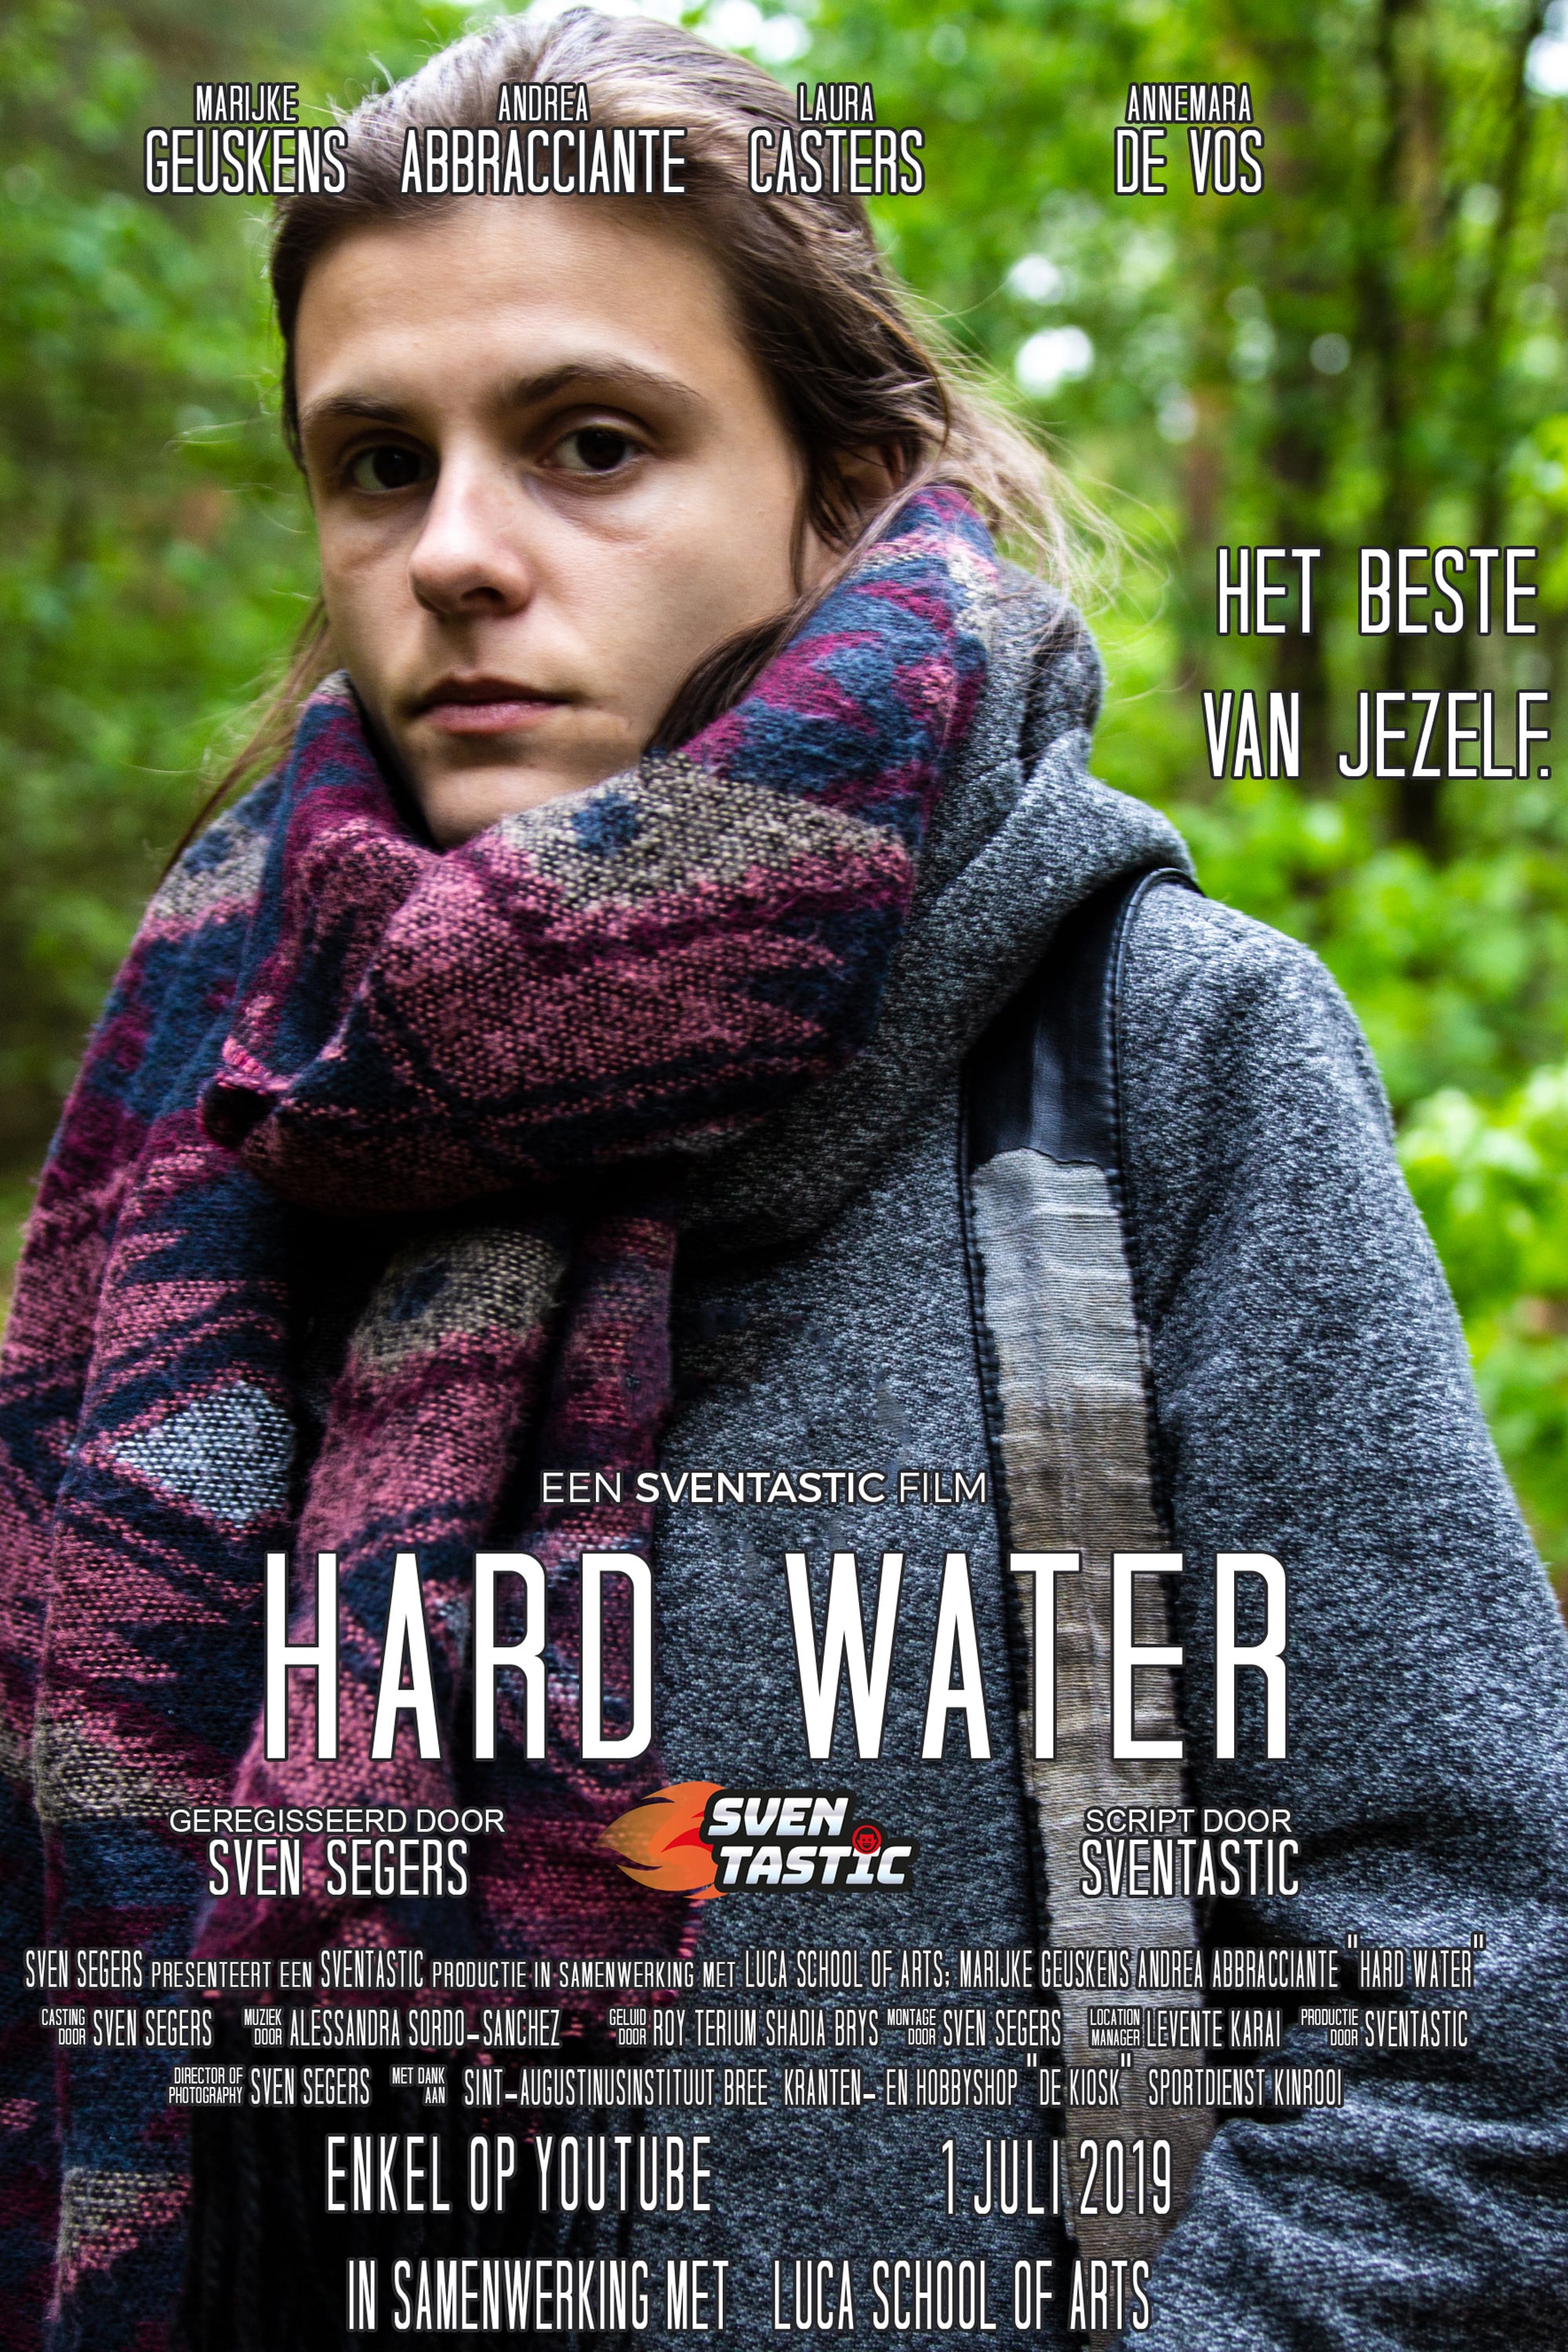 MARIJKE ANDREA LAURA ANNEMARA
GEUSKENS ABBRACCIANTE CASTERS DE VOS
HET BESTE
VAN JEZELF.
EEN SVENTASTIC FILM
HARD WATER
GEREGISSEERD DOOR
SVEN SEGERS
SVEN
TASTIC
SCRIPT DOOR
SVENTASTIC
SVEN SEGERS PRESENTEERT EEN SVENTASTIC PRODUCTIE IN SAMENWERKING MET LUCA SCHOOL OF ARTS; MARIJKE GEUSKENS ANDREA ABBRACCIANTE "HARD WATER"
CASTING DOOR SVEN SEGERS MUZIEK DOOR ALESSANDRA SORDO-SANCHEZ GELUID DOOR ROY TERIUM SHADIA BRYS MONTAGE DOOR SVEN SEGERS LOCATION MANAGER LEVENTE KARAI PRODUCTIE DOOR SVENTASTIC
DIRECTOR OF PHOTOGRAPHY SVEN SEGERS MET DANK AAN SINT-AUGUSTINUSINSTITUUT BREE KRANTEN- EN HOBBYSHOP "DE KIOSK" SPORTDIENST KINROOI
ENKEL OP YOUTUBE 1 JULI 2019
IN SAMENWERKING MET LUCA SCHOOL OF ARTS